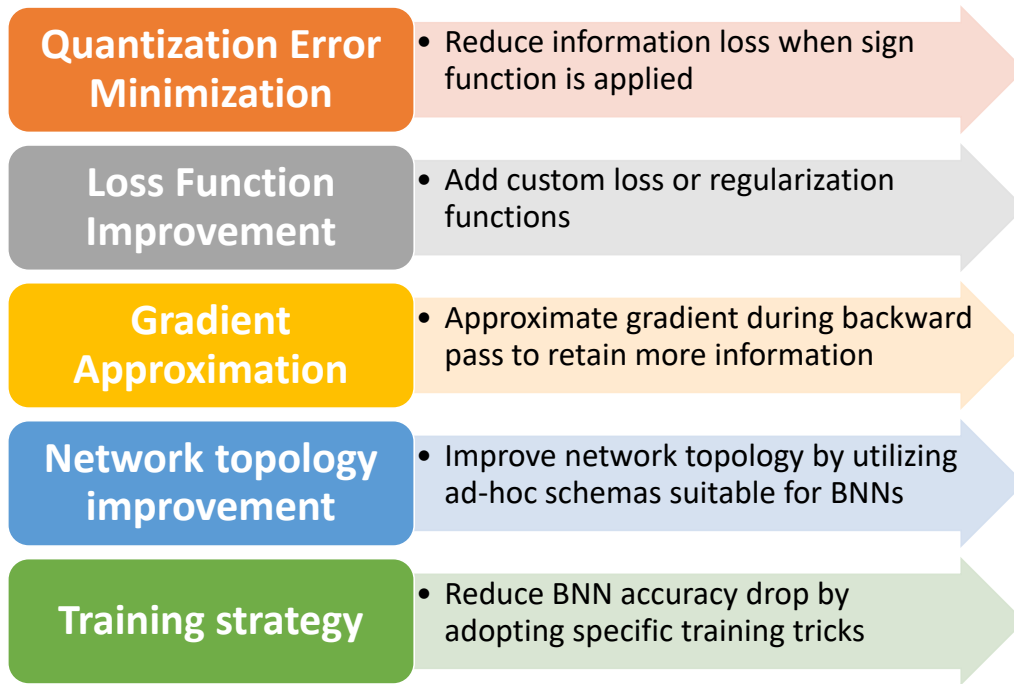 Quantization Error
Minimization
• Reduce information loss when sign
function is applied
Loss Function
Improvement
• Add custom loss or regularization
functions
Gradient
Approximation
• Approximate gradient during backward
pass to retain more information
Network topology
improvement
• Improve network topology by utilizing
ad-hoc schemas suitable for BNNs
Training strategy
• Reduce BNN accuracy drop by
adopting specific training tricks